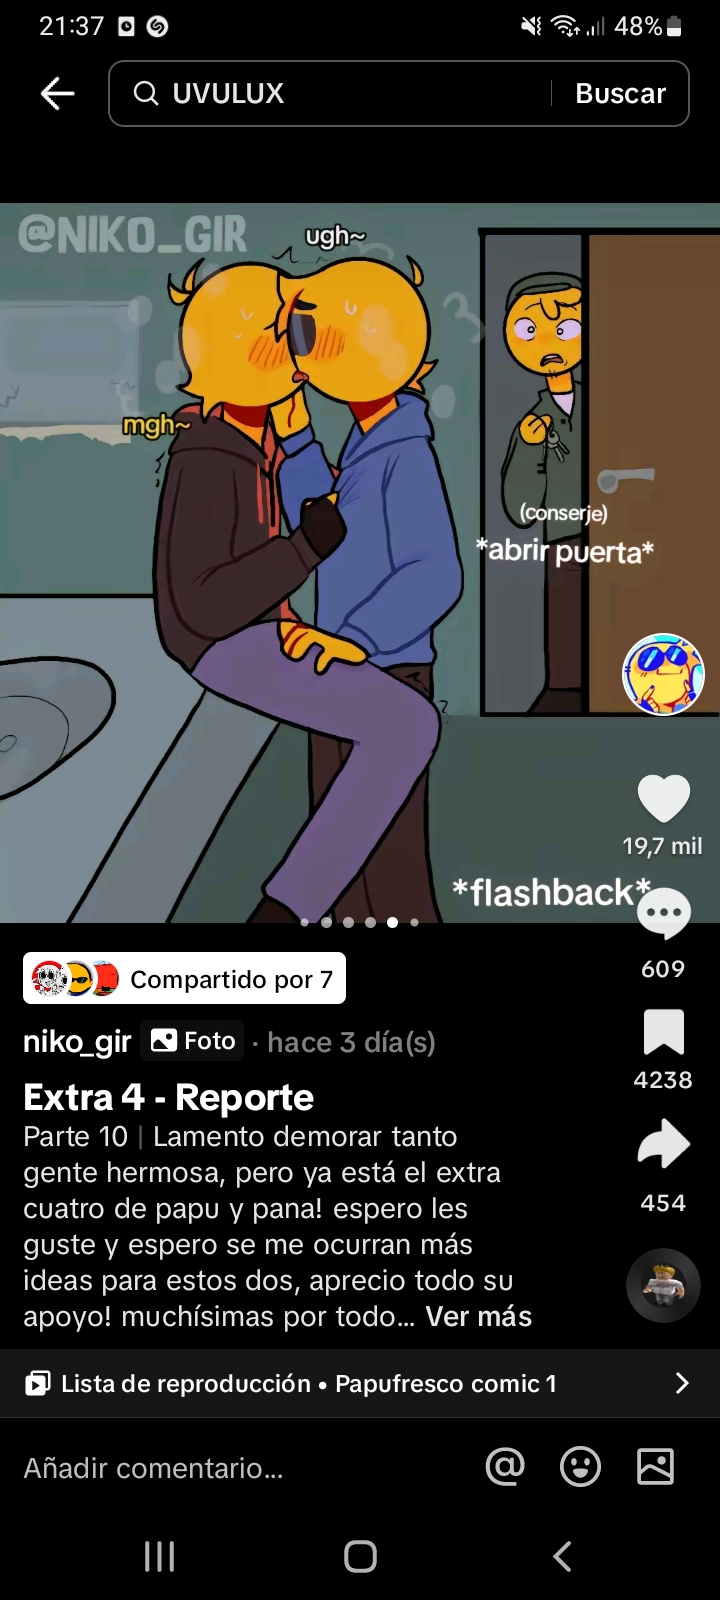 21:37
48%
UVULUX
Buscar
@NIKO_GIR
ugh~
mgh~
(conserje)
*abrir puerta*
19,7 mil
*flashback*
609
Compartido por 7
niko_gir Foto · hace 3 día(s)
4238
Extra 4 - Reporte
Parte 10 | Lamento demorar tanto
gente hermosa, pero ya está el extra
cuatro de papu y pana! espero les
guste y espero se me ocurran más
ideas para estos dos, aprecio todo su
apoyo! muchísimas por todo... Ver más
454
Lista de reproducción • Papufresco comic 1
Añadir comentario...